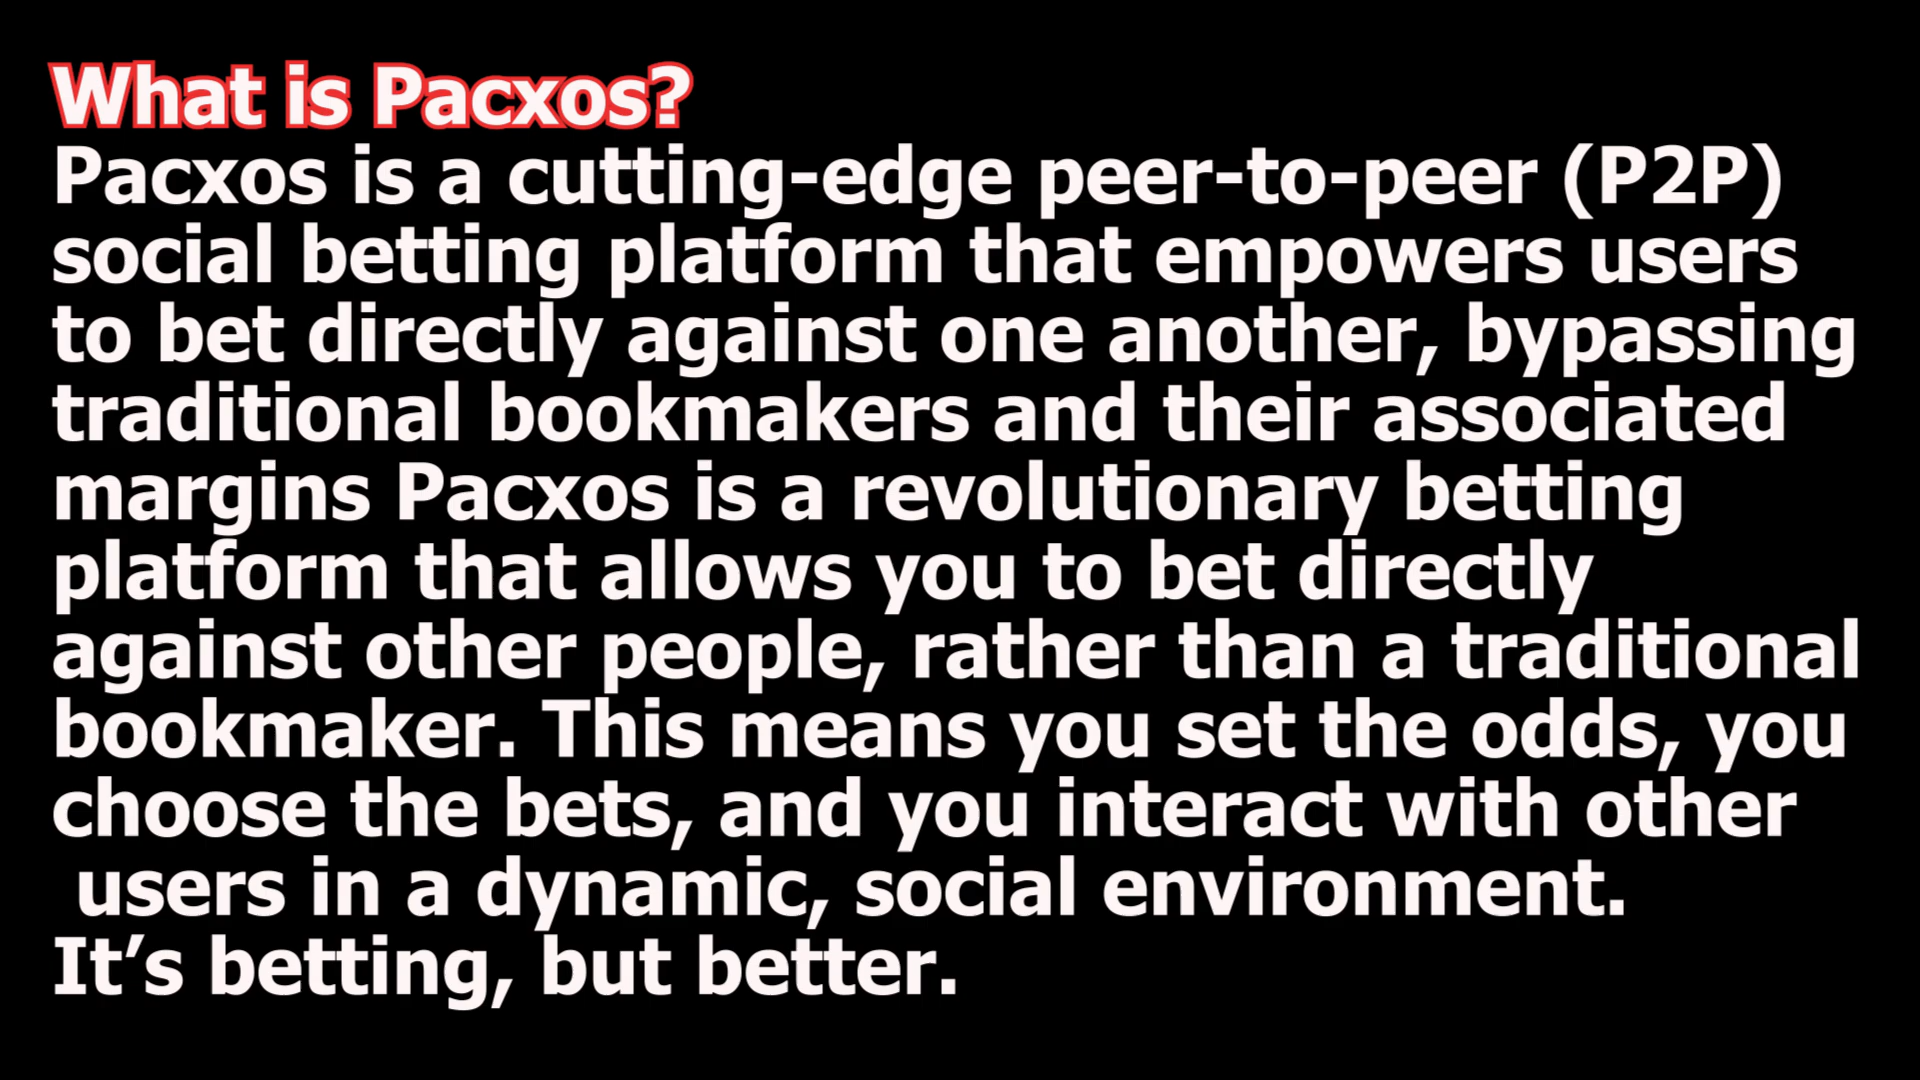 What is Pacxos?
Pacxos is a cutting-edge peer-to-peer (P2P)
social betting platform that empowers users
to bet directly against one another, bypassing
traditional bookmakers and their associated
margins Pacxos is a revolutionary betting
platform that allows you to bet directly
against other people, rather than a traditional
bookmaker. This means you set the odds, you
choose the bets, and you interact with other
users in a dynamic, social environment.
It’s betting, but better.